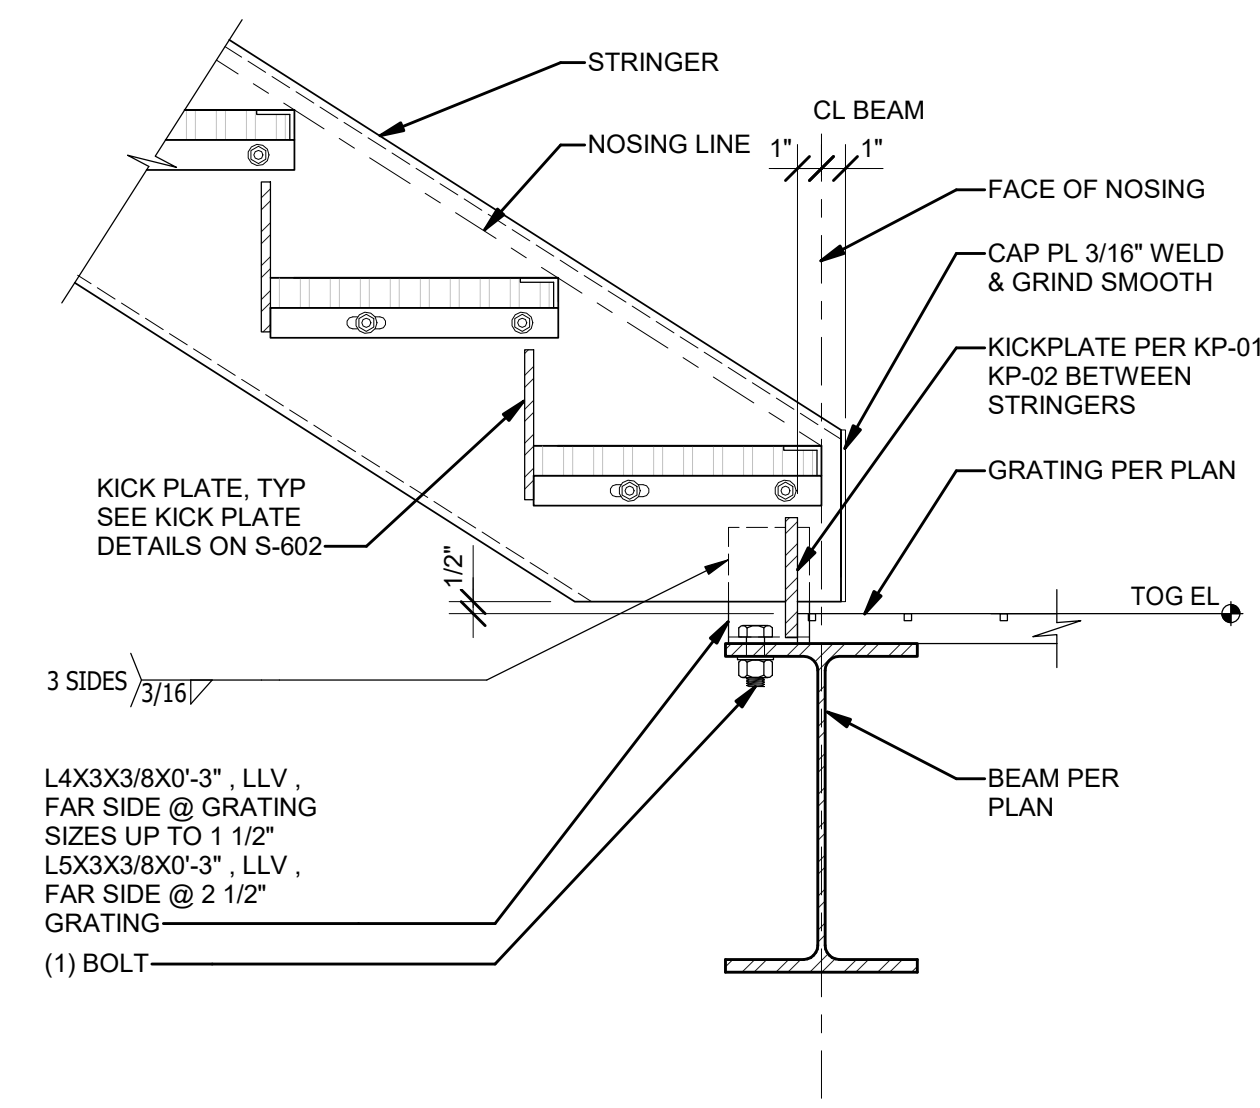 STRINGER
CL BEAM
NOSING LINE
1"
1"
FACE OF NOSING
CAP PL 3/16" WELD
& GRIND SMOOTH
KICKPLATE PER KP-01
KP-02 BETWEEN
STRINGERS
GRATING PER PLAN
KICK PLATE, TYP
SEE KICK PLATE
DETAILS ON S-602
1/2"
TOG EL
3 SIDES
3/16
L4X3X3/8X0'-3" , LLV ,
FAR SIDE @ GRATING
SIZES UP TO 1 1/2"
L5X3X3/8X0'-3" , LLV ,
FAR SIDE @ 2 1/2"
GRATING
(1) BOLT
BEAM PER
PLAN